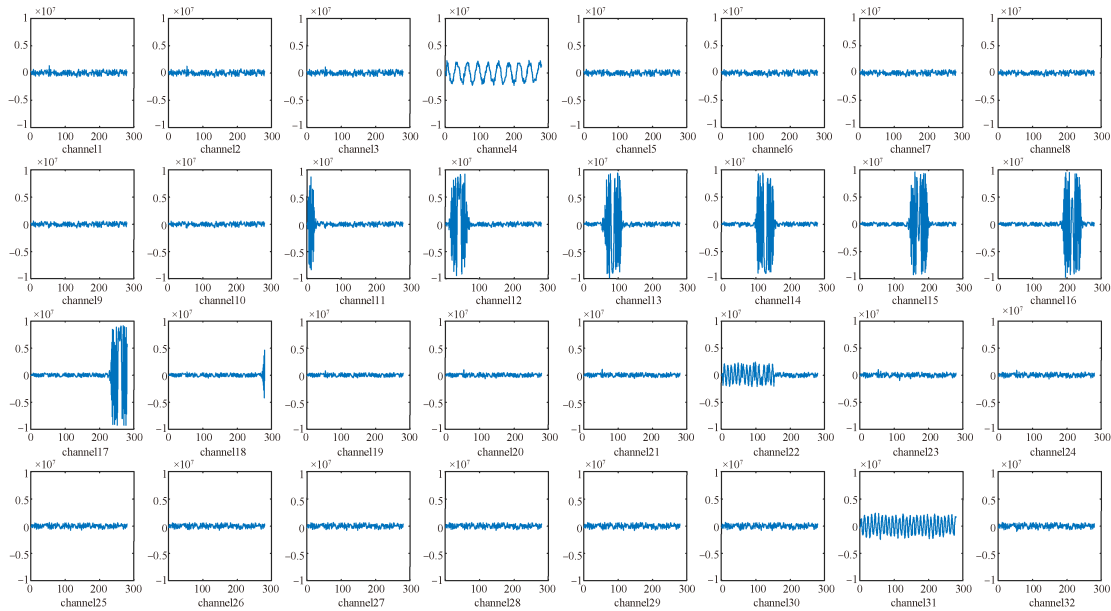 ×10⁷ ×10⁷ ×10⁷ ×10⁷ ×10⁷ ×10⁷ ×10⁷ ×10⁷
1 1 1 1 1 1 1 1
0.5 0.5 0.5 0.5 0.5 0.5 0.5 0.5
0 0 0 0 0 0 0 0
−0.5 −0.5 −0.5 −0.5 −0.5 −0.5 −0.5 −0.5
−1 −1 −1 −1 −1 −1 −1 −1
0 100 200 300 0 100 200 300 0 100 200 300 0 100 200 300 0 100 200 300 0 100 200 300 0 100 200 300 0 100 200 300
channel1 channel2 channel3 channel4 channel5 channel6 channel7 channel8
×10⁷ ×10⁷ ×10⁷ ×10⁷ ×10⁷ ×10⁷ ×10⁷ ×10⁷
1 1 1 1 1 1 1 1
0.5 0.5 0.5 0.5 0.5 0.5 0.5 0.5
0 0 0 0 0 0 0 0
−0.5 −0.5 −0.5 −0.5 −0.5 −0.5 −0.5 −0.5
−1 −1 −1 −1 −1 −1 −1 −1
0 100 200 300 0 100 200 300 0 100 200 300 0 100 200 300 0 100 200 300 0 100 200 300 0 100 200 300 0 100 200 300
channel9 channel10 channel11 channel12 channel13 channel14 channel15 channel16
×10⁷ ×10⁷ ×10⁷ ×10⁷ ×10⁷ ×10⁷ ×10⁷ ×10⁷
1 1 1 1 1 1 1 1
0.5 0.5 0.5 0.5 0.5 0.5 0.5 0.5
0 0 0 0 0 0 0 0
−0.5 −0.5 −0.5 −0.5 −0.5 −0.5 −0.5 −0.5
−1 −1 −1 −1 −1 −1 −1 −1
0 100 200 300 0 100 200 300 0 100 200 300 0 100 200 300 0 100 200 300 0 100 200 300 0 100 200 300 0 100 200 300
channel17 channel18 channel19 channel20 channel21 channel22 channel23 channel24
×10⁷ ×10⁷ ×10⁷ ×10⁷ ×10⁷ ×10⁷ ×10⁷ ×10⁷
1 1 1 1 1 1 1 1
0.5 0.5 0.5 0.5 0.5 0.5 0.5 0.5
0 0 0 0 0 0 0 0
−0.5 −0.5 −0.5 −0.5 −0.5 −0.5 −0.5 −0.5
−1 −1 −1 −1 −1 −1 −1 −1
0 100 200 300 0 100 200 300 0 100 200 300 0 100 200 300 0 100 200 300 0 100 200 300 0 100 200 300 0 100 200 300
channel25 channel26 channel27 channel28 channel29 channel30 channel31 channel32